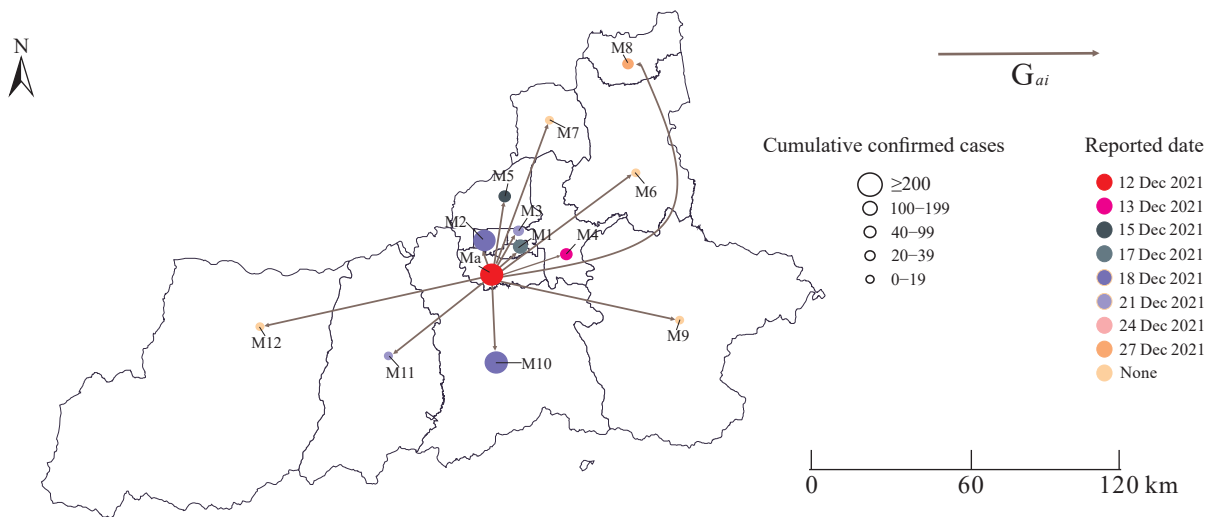 N
M8
G_ai
M7
Cumulative confirmed cases
Reported date
M5
M6
≥200
12 Dec 2021
100−199
13 Dec 2021
M2
M3
40−99
15 Dec 2021
M1
M4
17 Dec 2021
Ma
20−39
18 Dec 2021
0−19
21 Dec 2021
24 Dec 2021
M12
M9
27 Dec 2021
M11
M10
None
0 60 120 km